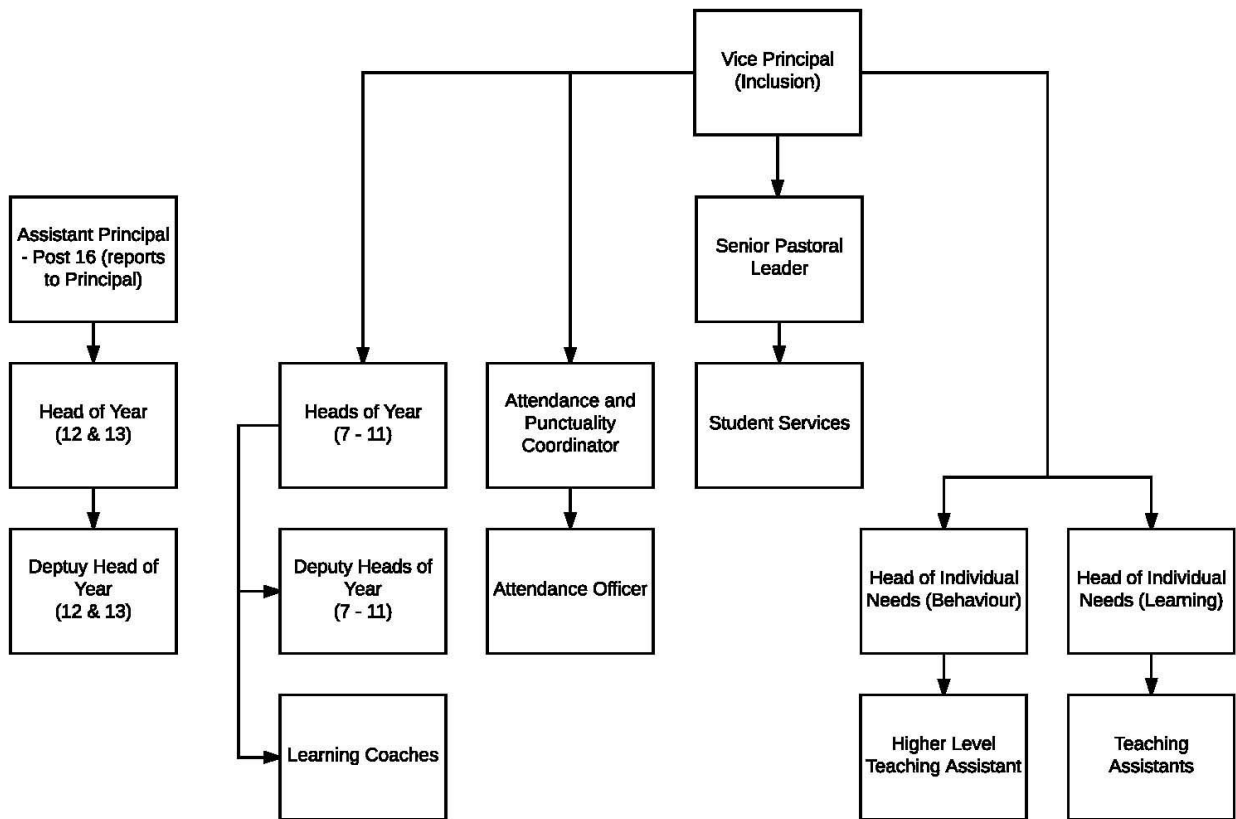 Vice Principal
(Inclusion)
Assistant Principal
- Post 16 (reports
to Principal)
Senior Pastoral
Leader
Head of Year
(12 & 13)
Heads of Year
(7 - 11)
Attendance and
Punctuality
Coordinator
Student Services
Deptuy Head of
Year
(12 & 13)
Deputy Heads of
Year
(7 - 11)
Attendance Officer
Head of Individual
Needs (Behaviour)
Head of Individual
Needs (Learning)
Learning Coaches
Higher Level
Teaching Assistant
Teaching
Assistants